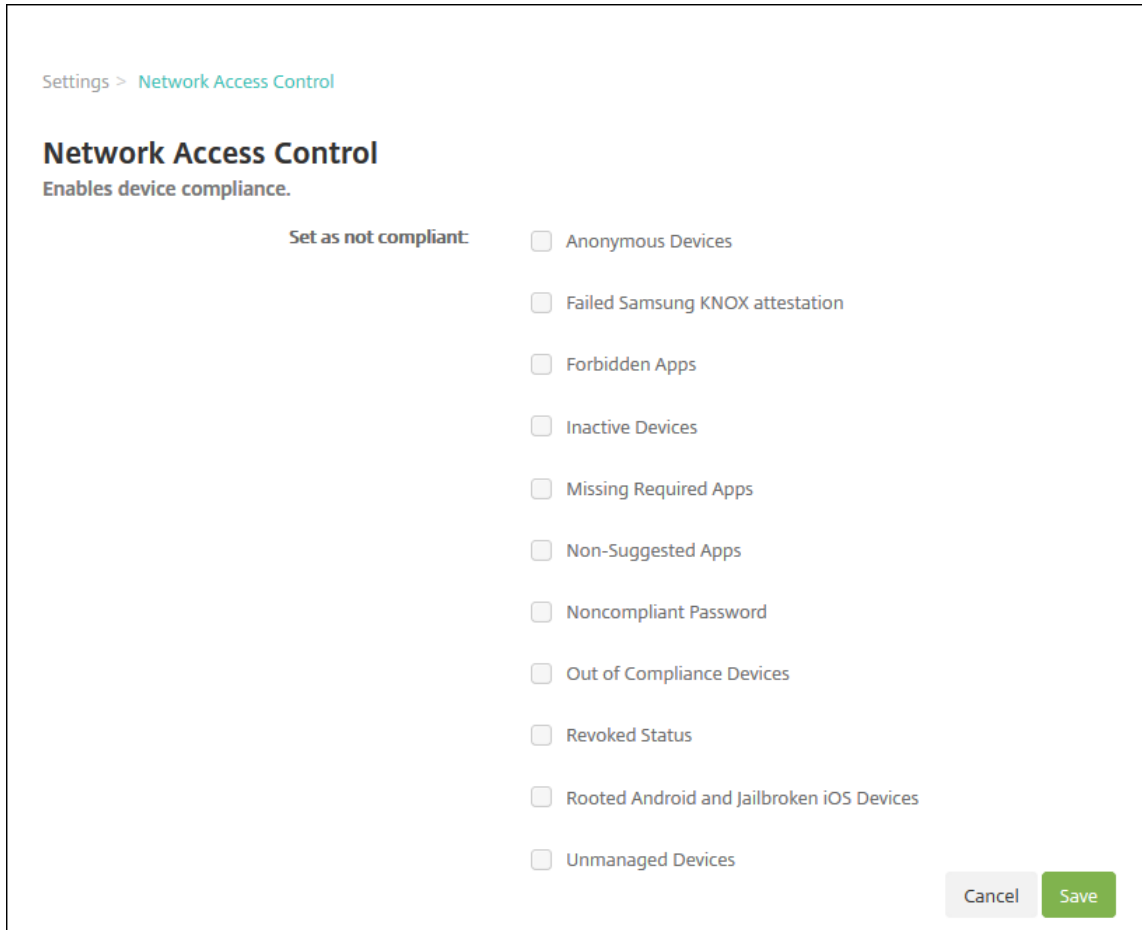 Settings > Network Access Control
Network Access Control
Enables device compliance.
Set as not compliant:
Anonymous Devices
Failed Samsung KNOX attestation
Forbidden Apps
Inactive Devices
Missing Required Apps
Non-Suggested Apps
Noncompliant Password
Out of Compliance Devices
Revoked Status
Rooted Android and Jailbroken iOS Devices
Unmanaged Devices
Cancel Save